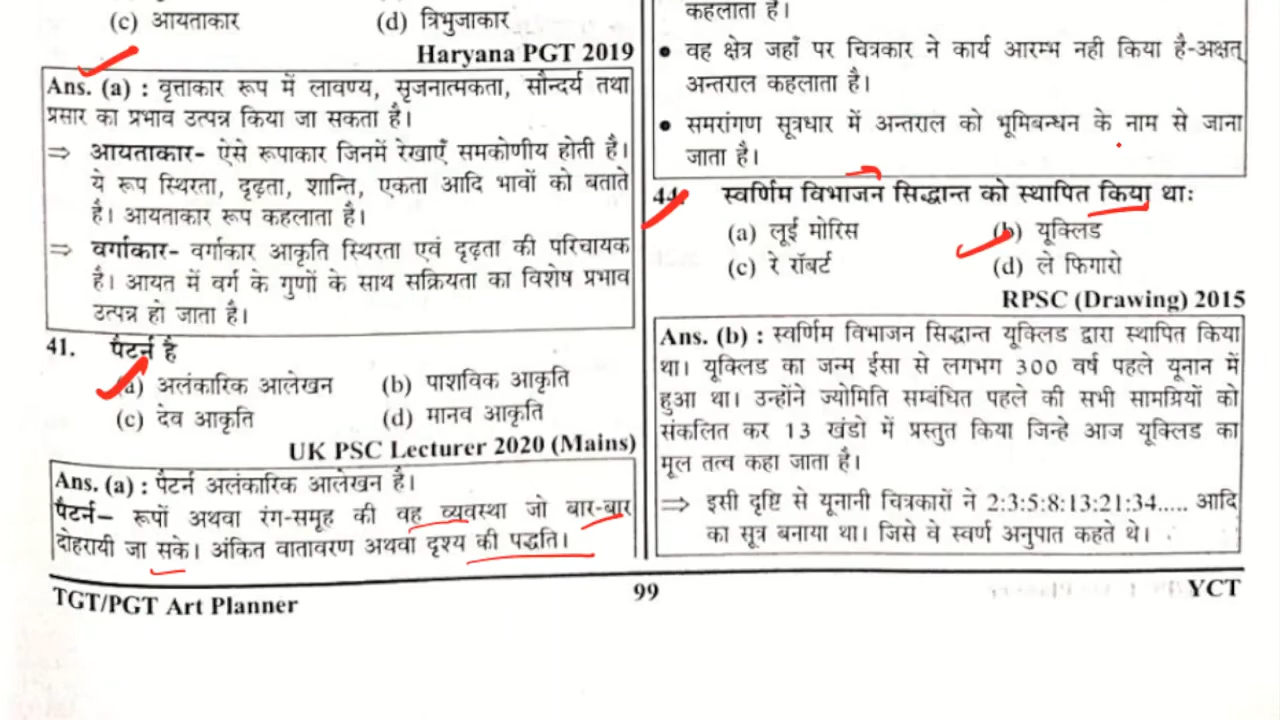 (c) आयताकार (d) त्रिभुजाकार
Haryana PGT 2019
Ans. (a) : वृत्ताकार रूप में लावण्य, सृजनात्मकता, सौन्दर्य तथा
प्रसार का प्रभाव उत्पन्न किया जा सकता है।
⇒ आयताकार- ऐसे रूपाकार जिनमें रेखाएँ समकोणीय होती है।
ये रूप स्थिरता, दृढ़ता, शान्ति, एकता आदि भावों को बताते
है। आयताकार रूप कहलाता है।
⇒ वर्गाकार- वर्गाकार आकृति स्थिरता एवं दृढ़ता की परिचायक
है। आयत में वर्ग के गुणों के साथ सक्रियता का विशेष प्रभाव
उत्पन्न हो जाता है।
41. पैटर्न है
(a) अलंकारिक आलेखन (b) पाशविक आकृति
(c) देव आकृति (d) मानव आकृति
UK PSC Lecturer 2020 (Mains)
Ans. (a) : पैटर्न अलंकारिक आलेखन है।
पैटर्न– रूपों अथवा रंग-समूह की वह व्यवस्था जो बार-बार
दोहरायी जा सके। अंकित वातावरण अथवा दृश्य की पद्धति।
कहलाता है।
• वह क्षेत्र जहाँ पर चित्रकार ने कार्य आरम्भ नही किया है-अक्षत्
अन्तराल कहलाता है।
• समरांगण सूत्रधार में अन्तराल को भूमिबन्धन के नाम से जाना
जाता है।
44. स्वर्णिम विभाजन सिद्धान्त को स्थापित किया था:
(a) लूई मोरिस (b) यूक्लिड
(c) रे रॉबर्ट (d) ले फिगारो
RPSC (Drawing) 2015
Ans. (b) : स्वर्णिम विभाजन सिद्धान्त यूक्लिड द्वारा स्थापित किया
था। यूक्लिड का जन्म ईसा से लगभग 300 वर्ष पहले यूनान में
हुआ था। उन्होंने ज्योमिति सम्बंधित पहले की सभी सामग्रियों को
संकलित कर 13 खंडो में प्रस्तुत किया जिन्हे आज यूक्लिड का
मूल तत्व कहा जाता है।
⇒ इसी दृष्टि से यूनानी चित्रकारों ने 2:3:5:8:13:21:34..... आदि
का सूत्र बनाया था। जिसे वे स्वर्ण अनुपात कहते थे।
TGT/PGT Art Planner 99 YCT